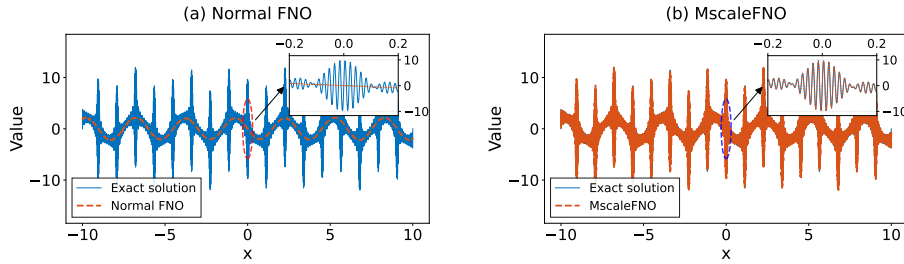 (a) Normal FNO
−0.2 0.0 0.2
10
0
−10
Value
10
0
−10
Exact solution
Normal FNO
−10 −5 0 5 10
x
(b) MscaleFNO
−0.2 0.0 0.2
10
0
−10
Value
10
0
−10
Exact solution
MscaleFNO
−10 −5 0 5 10
x